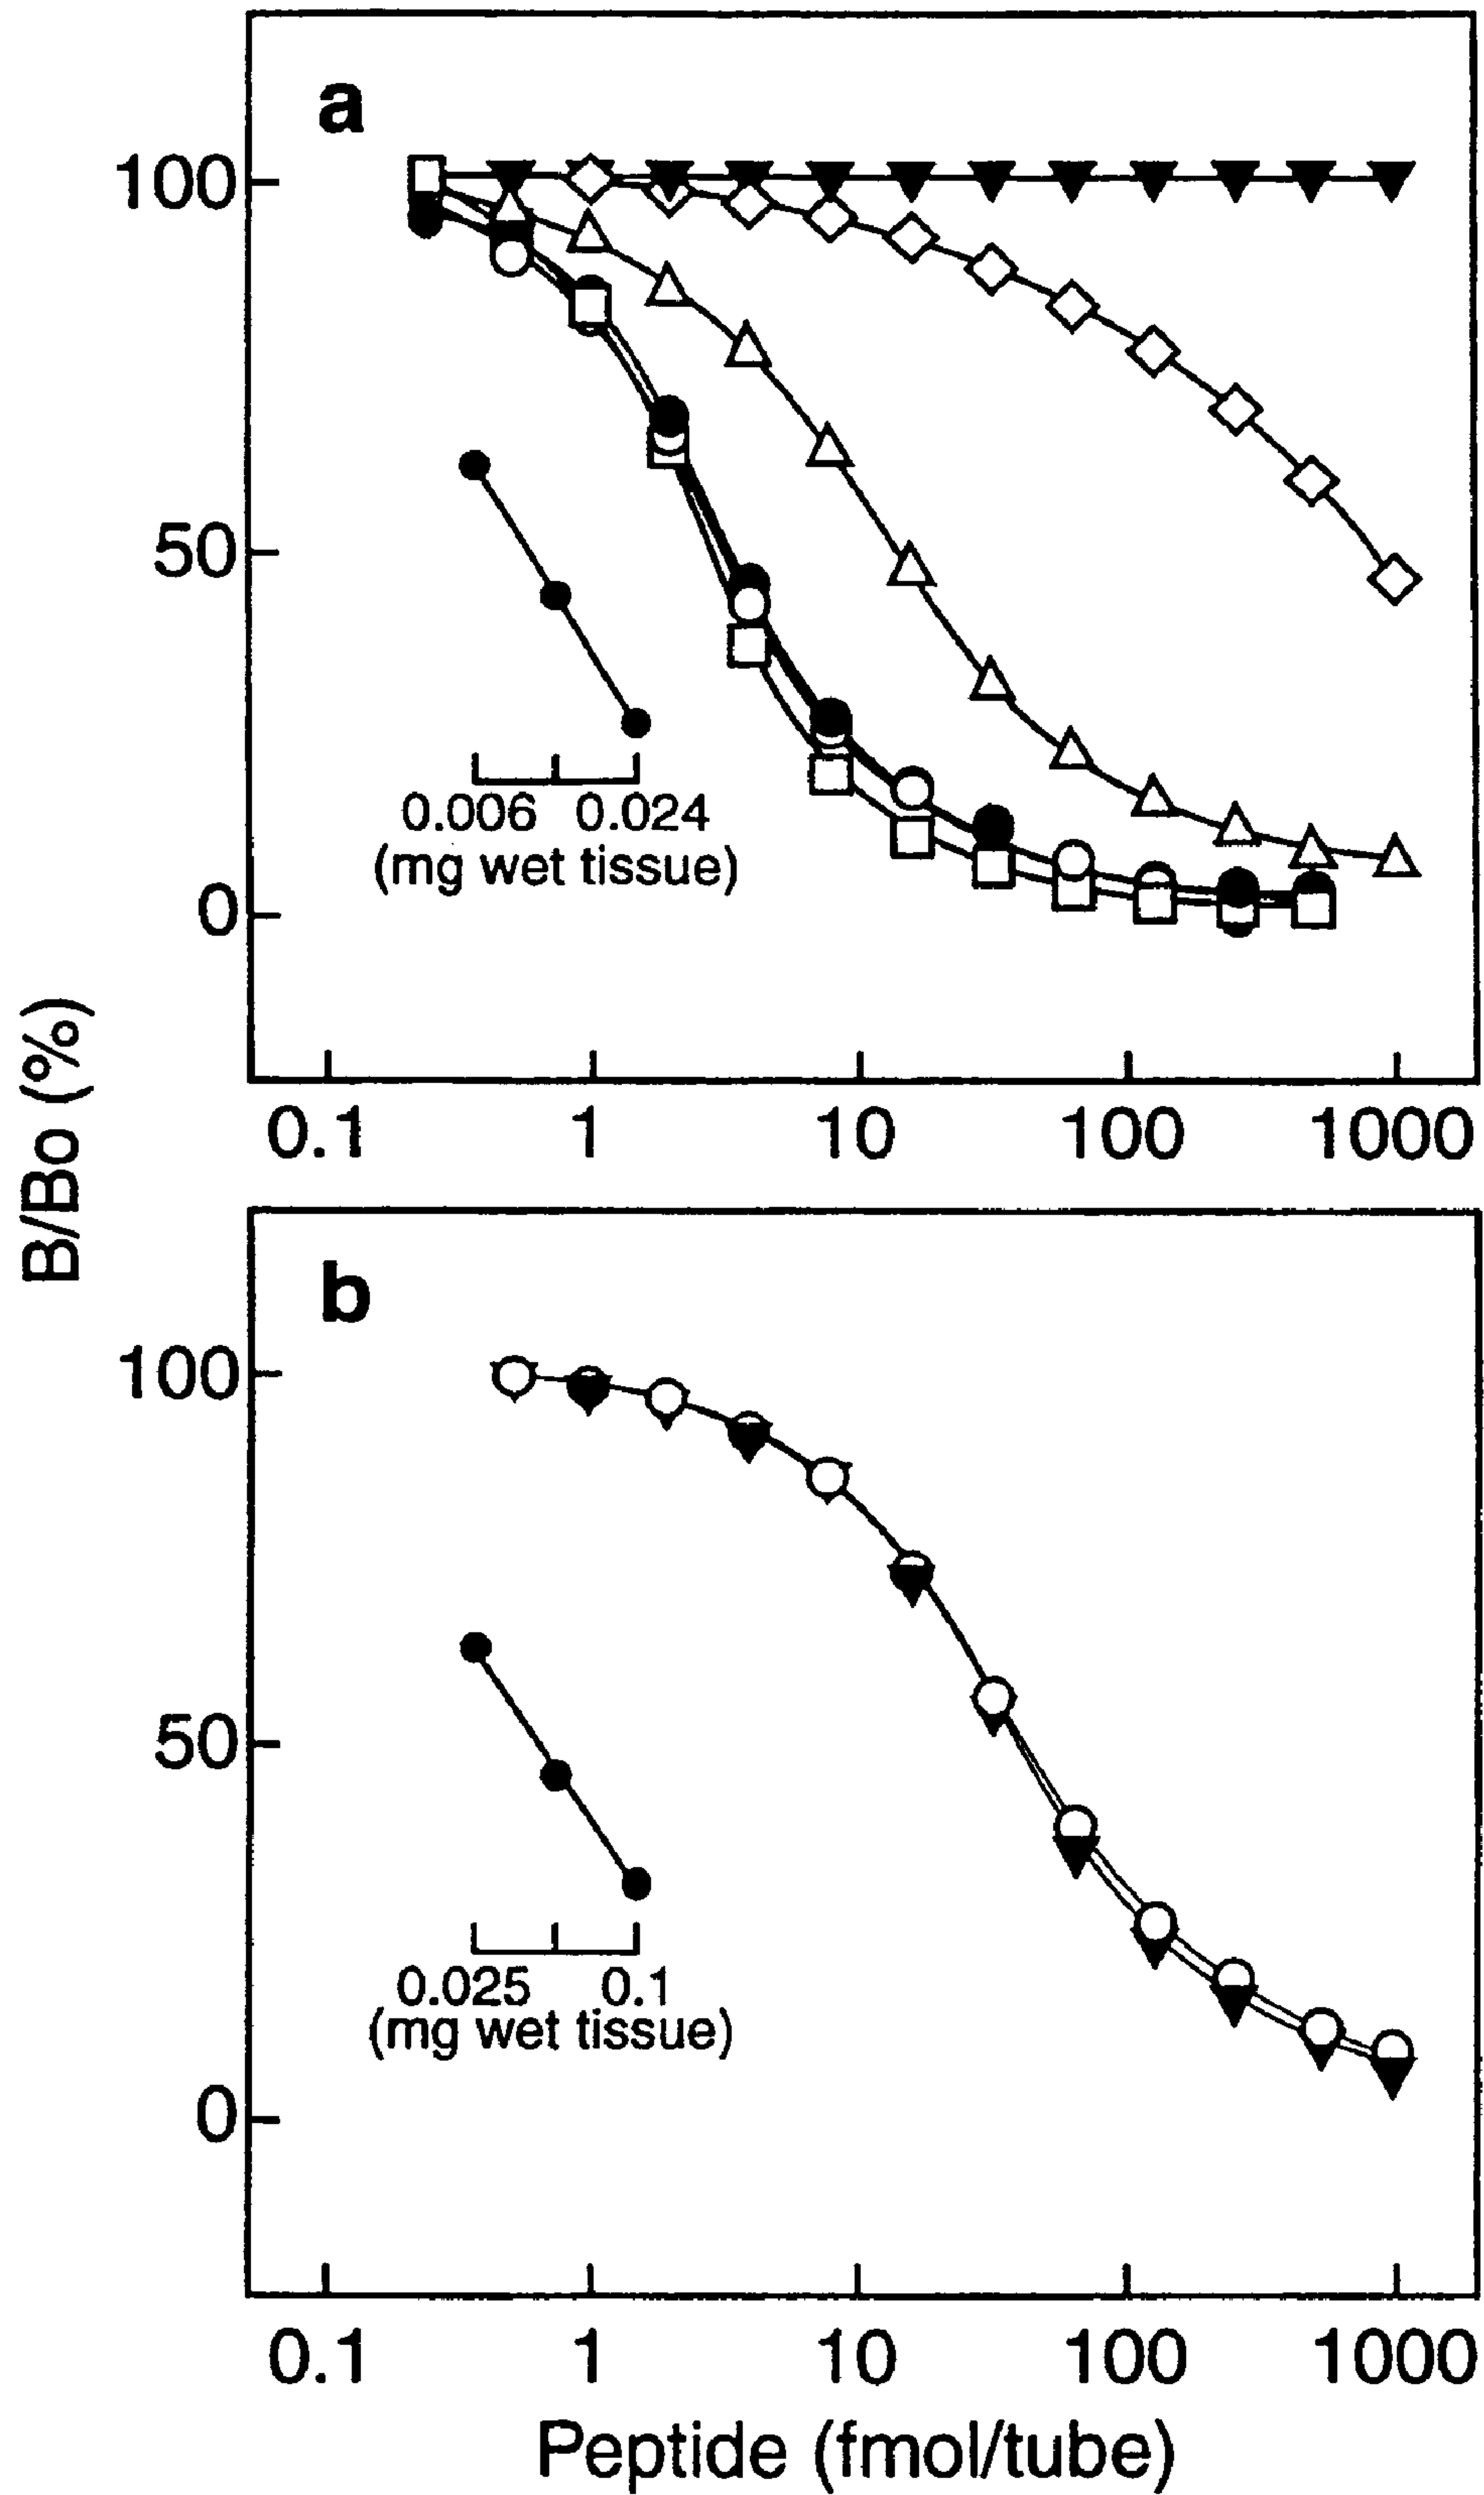 a
100
50
0
0.006 0.024
(mg wet tissue)
0.1 1 10 100 1000
B/Bo (%)
b
100
50
0
0.025 0.1
(mg wet tissue)
0.1 1 10 100 1000
Peptide (fmol/tube)